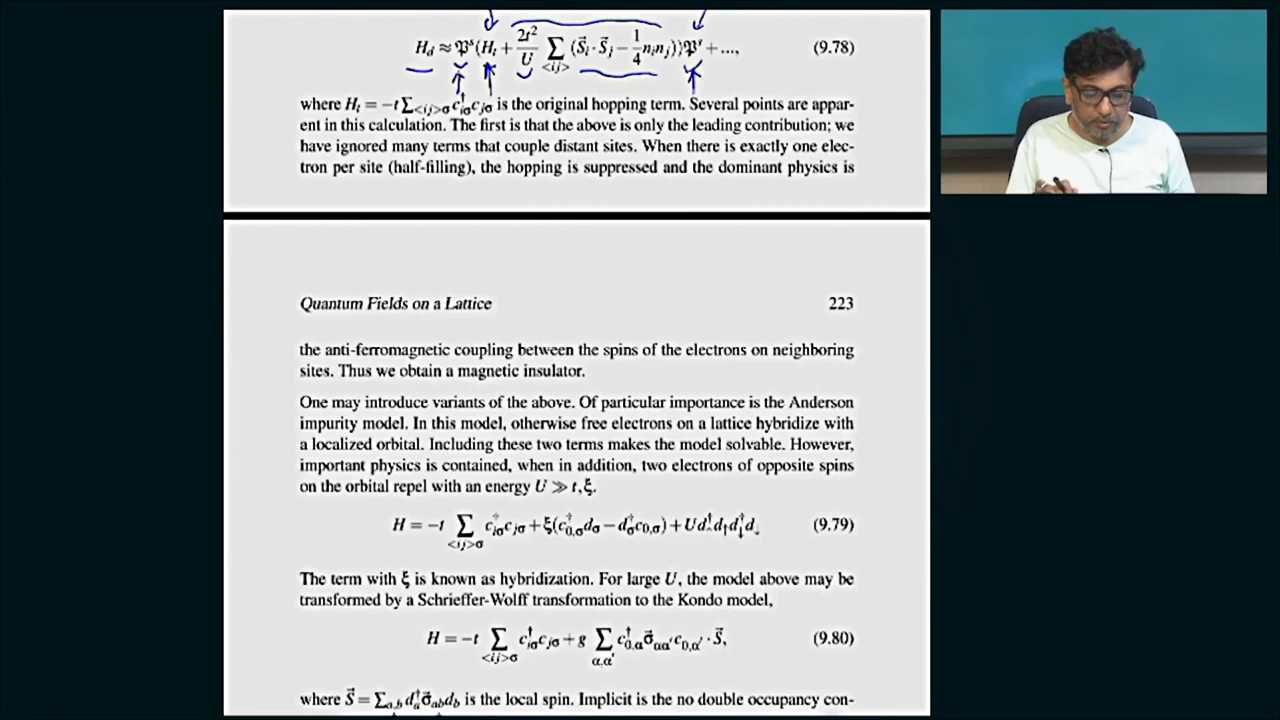 H_d ≈ 𝔓^s(H_t + \frac{2t^2}{U} \sum_{<ij>} (\vec{S}_i · \vec{S}_j − \frac{1}{4} n_i n_j))𝔓^s + ..., (9.78)
where H_t = −t∑_{<ij>σ} c^†_{iσ}c_{jσ} is the original hopping term. Several points are appar-
ent in this calculation. The first is that the above is only the leading contribution; we
have ignored many terms that couple distant sites. When there is exactly one elec-
tron per site (half-filling), the hopping is suppressed and the dominant physics is
Quantum Fields on a Lattice 223
the anti-ferromagnetic coupling between the spins of the electrons on neighboring
sites. Thus we obtain a magnetic insulator.
One may introduce variants of the above. Of particular importance is the Anderson
impurity model. In this model, otherwise free electrons on a lattice hybridize with
a localized orbital. Including these two terms makes the model solvable. However,
important physics is contained, when in addition, two electrons of opposite spins
on the orbital repel with an energy U ≫ t,ξ.
H = −t \sum_{<ij>σ} c^†_{iσ}c_{jσ} + ξ(c^†_{0,σ}d_σ − d^†_σ c_{0,σ}) + U d^†_↑ d_↑ d^†_↓ d_↓ (9.79)
The term with ξ is known as hybridization. For large U, the model above may be
transformed by a Schrieffer-Wolff transformation to the Kondo model,
H = −t \sum_{<ij>σ} c^†_{iσ}c_{jσ} + g \sum_{α,α'} c^†_{0,α} \vec{σ}_{αα'} c_{0,α'} · \vec{S}, (9.80)
where \vec{S} = ∑_{a,b} d^†_a \vec{σ}_{ab} d_b is the local spin. Implicit is the no double occupancy con-